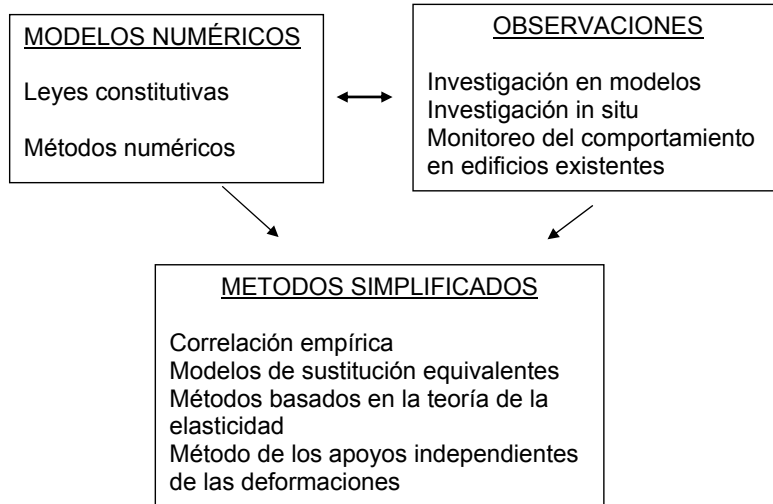 MODELOS NUMÉRICOS
Leyes constitutivas
Métodos numéricos
OBSERVACIONES
Investigación en modelos
Investigación in situ
Monitoreo del comportamiento
en edificios existentes
METODOS SIMPLIFICADOS
Correlación empírica
Modelos de sustitución equivalentes
Métodos basados en la teoría de la
elasticidad
Método de los apoyos independientes
de las deformaciones